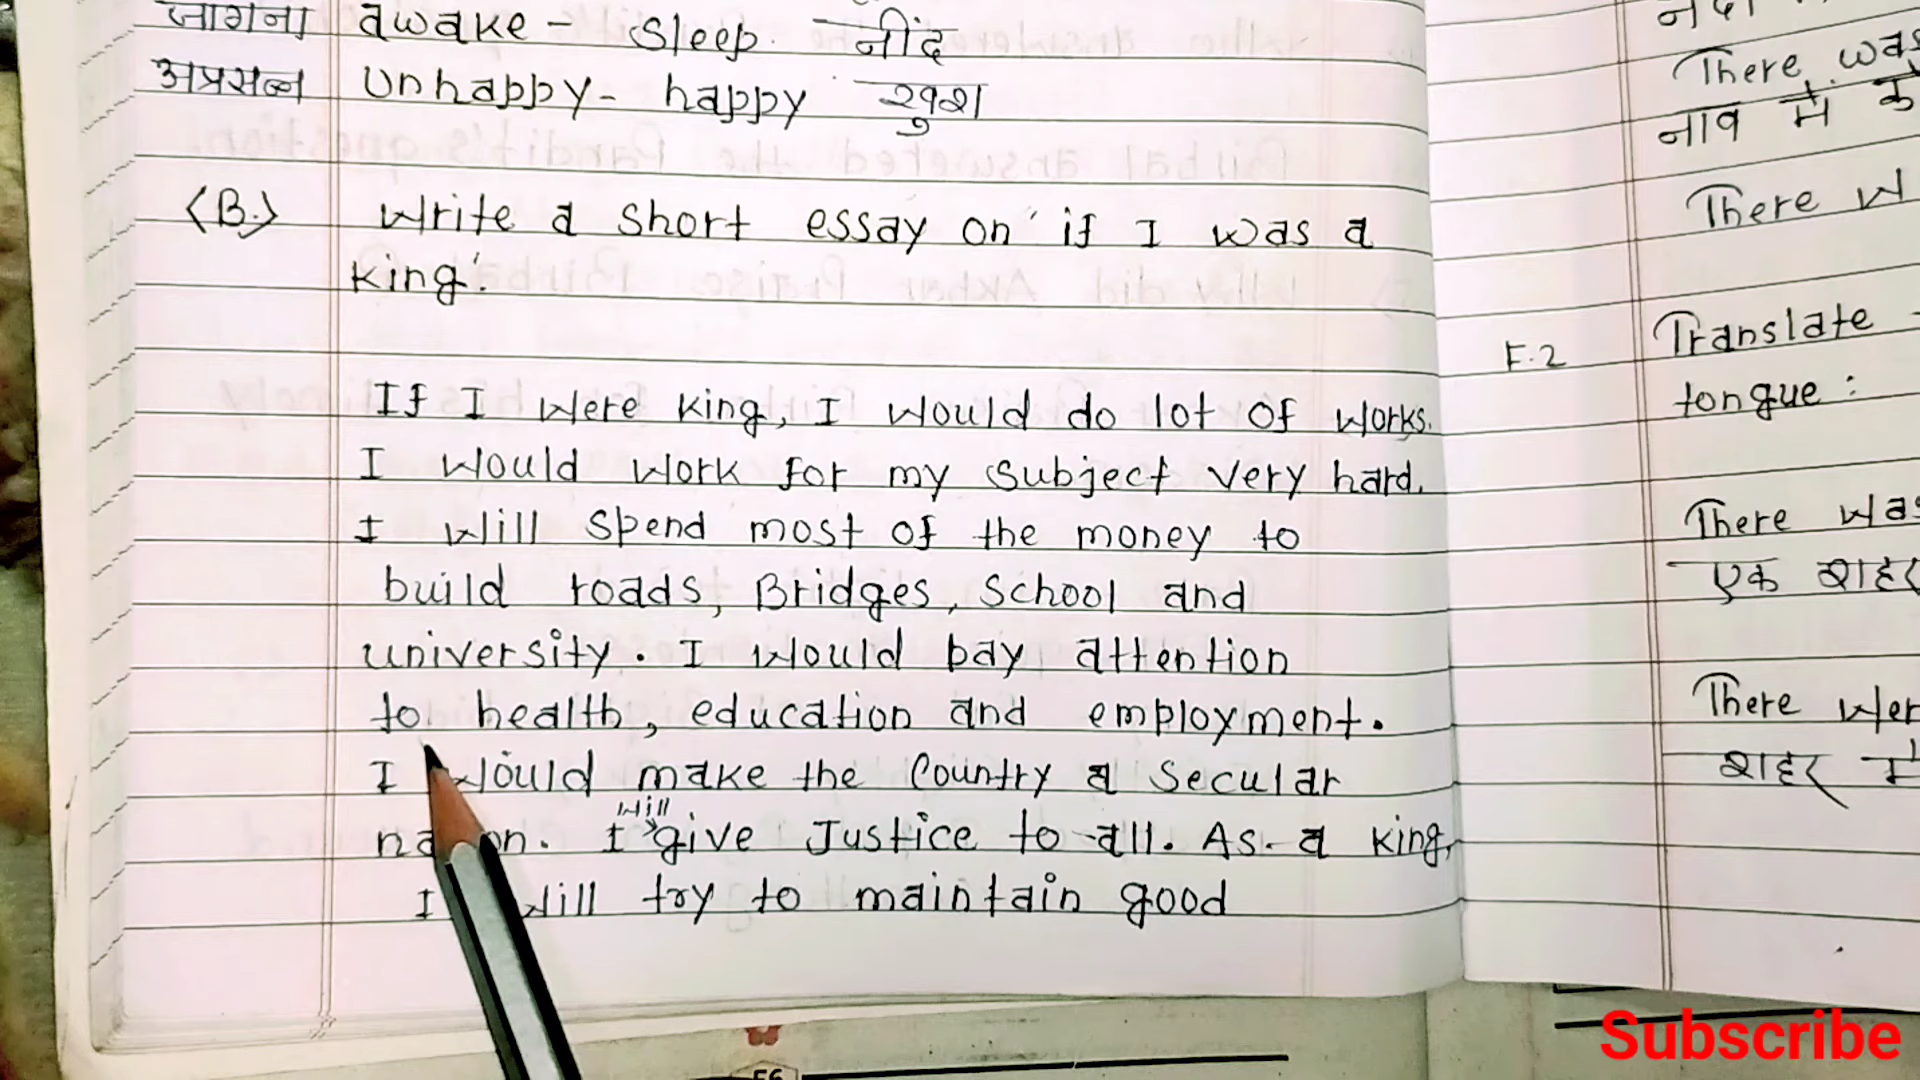 जागना awake - Sleep. नींद
अप्रसन्न Unhappy - happy खुश
(B.) Write a short essay on 'if I was a
king'.
If I were king, I would do lot of works.
I would work for my subject very hard.
I will spend most of the money to
build roads, Bridges, School and
university. I would pay attention
to health, education and employment.
I would make the Country a Secular
will
I give Justice to all. As a king,
I will try to maintain good
There was
नाव में
There
F.2 Translate
tongue :
There was
एक शहर
There wer
शहर में
56
Subscribe